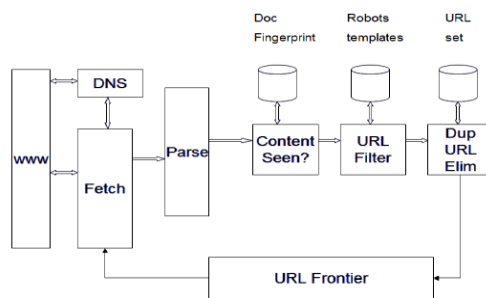 Doc
Fingerprint
Robots
templates
URL
set
www
DNS
Fetch
Parse
Content
Seen?
URL
Filter
Dup
URL
Elim
URL Frontier